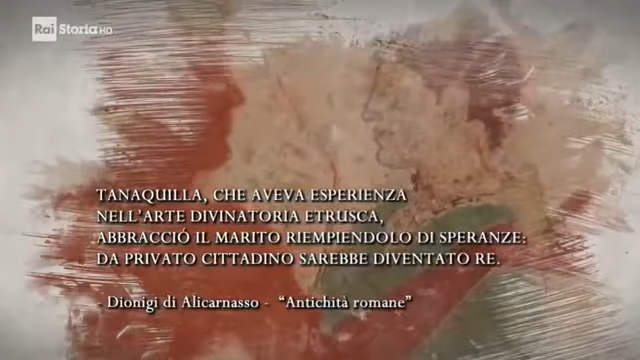 Rai Storia HD
TANAQUILLA, CHE AVEVA ESPERIENZA
NELL'ARTE DIVINATORIA ETRUSCA,
ABBRACCIÓ IL MARITO RIEMPIENDOLO DI SPERANZE:
DA PRIVATO CITTADINO SAREBBE DIVENTATO RE.
- Dionigi di Alicarnasso - "Antichità romane"